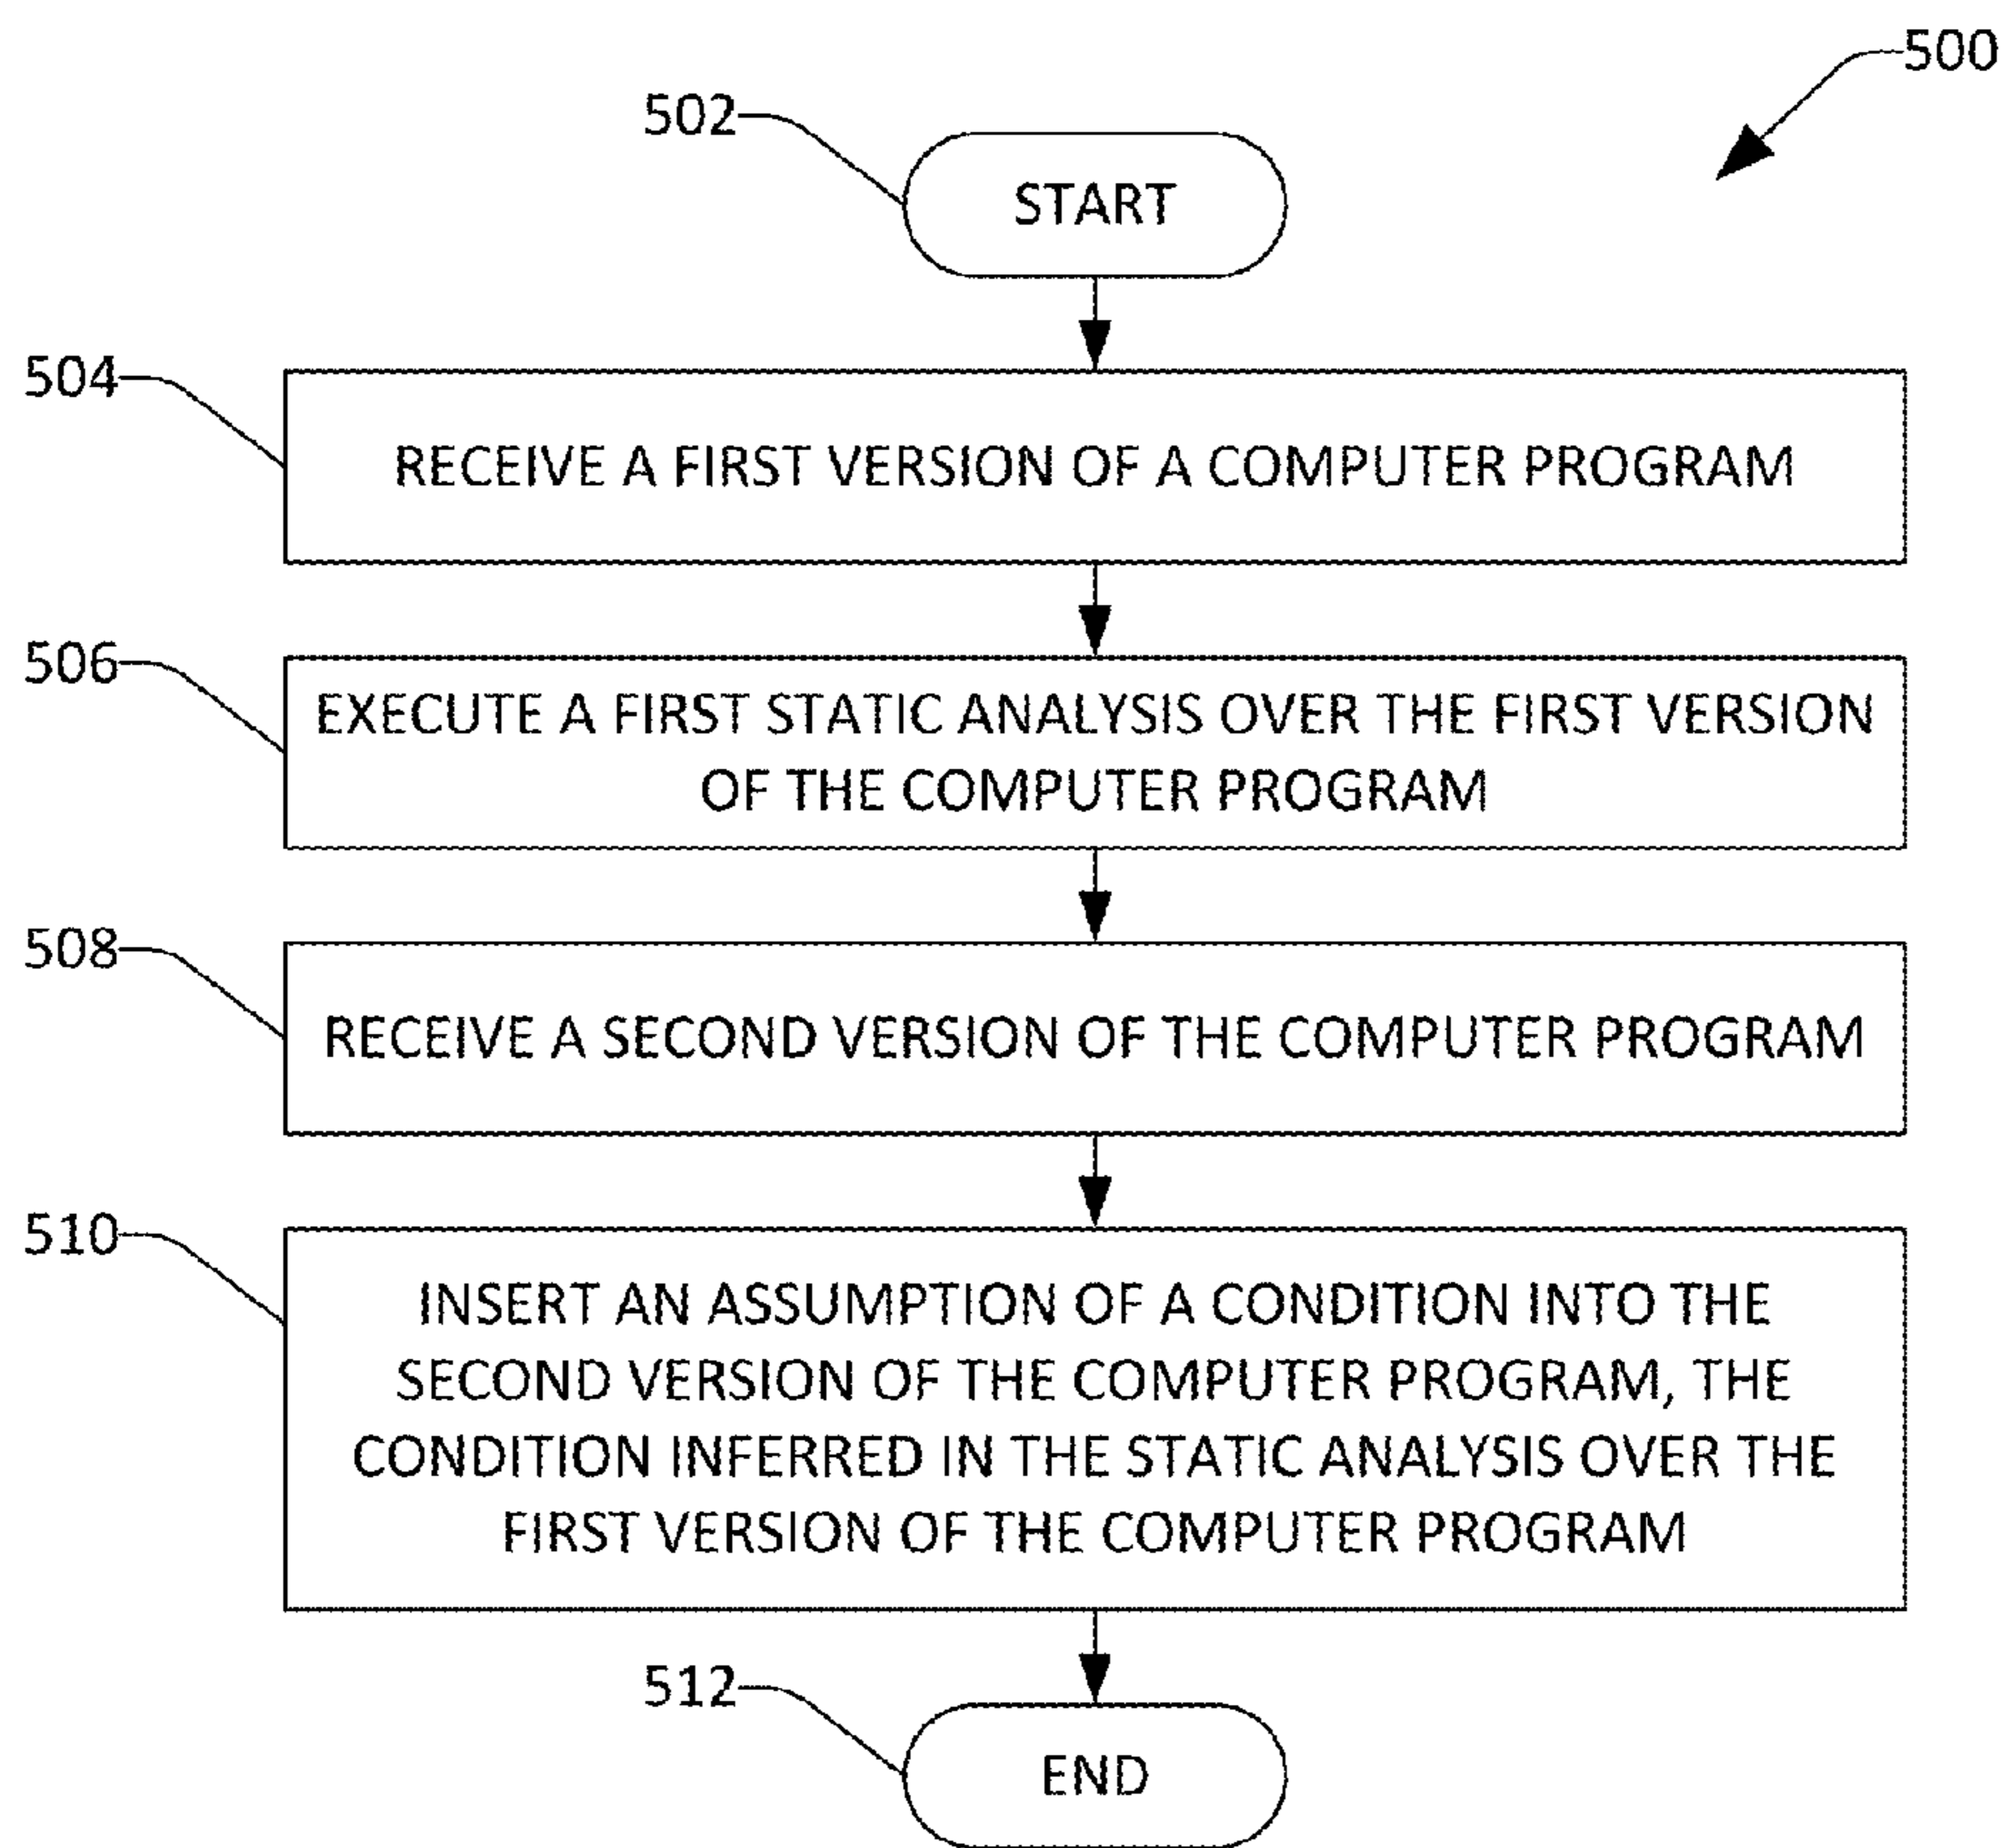 500
502
START
504
RECEIVE A FIRST VERSION OF A COMPUTER PROGRAM
506
EXECUTE A FIRST STATIC ANALYSIS OVER THE FIRST VERSION
OF THE COMPUTER PROGRAM
508
RECEIVE A SECOND VERSION OF THE COMPUTER PROGRAM
510
INSERT AN ASSUMPTION OF A CONDITION INTO THE
SECOND VERSION OF THE COMPUTER PROGRAM, THE
CONDITION INFERRED IN THE STATIC ANALYSIS OVER THE
FIRST VERSION OF THE COMPUTER PROGRAM
512
END